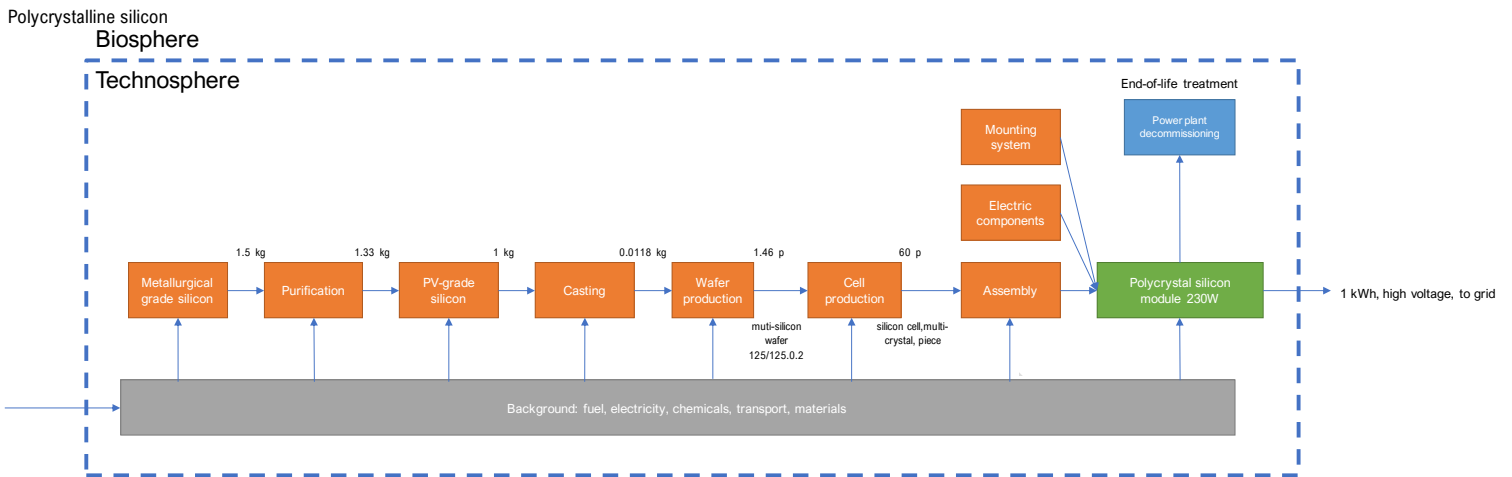 Polycrystalline silicon
Biosphere
Technosphere
End-of-life treatment
Power plant
decommissioning
Mounting
system
Electric
components
1.5 kg
1.33 kg
1 kg
0.0118 kg
1.46 p
60 p
Metallurgical
grade silicon
Purification
PV-grade
silicon
Casting
Wafer
production
Cell
production
Assembly
Polycrystal silicon
module 230W
1 kWh, high voltage, to grid
muti-silicon
wafer
125/125.0.2
silicon cell,multi-
crystal, piece
Background: fuel, electricity, chemicals, transport, materials